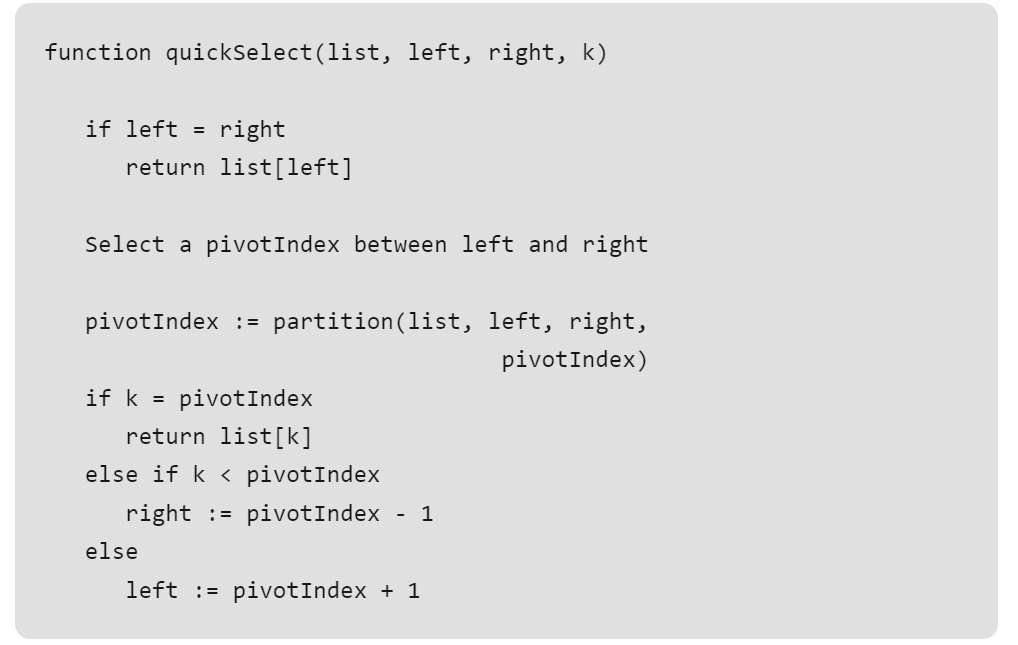 function quickSelect(list, left, right, k)
if left = right
return list[left]
Select a pivotIndex between left and right
pivotIndex := partition(list, left, right,
pivotIndex)
if k = pivotIndex
return list[k]
else if k < pivotIndex
right := pivotIndex - 1
else
left := pivotIndex + 1